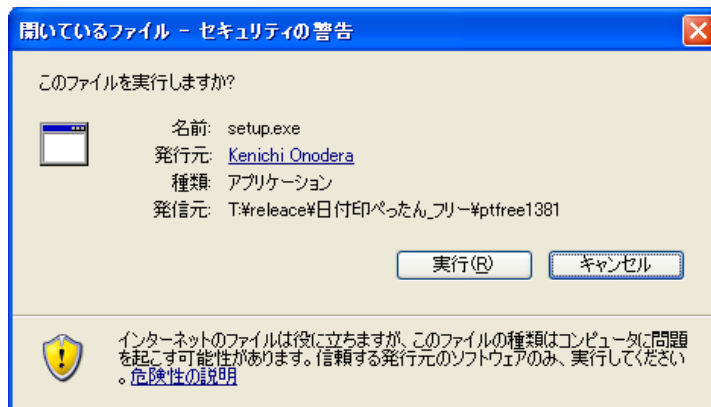 開いているファイル - セキュリティの警告
このファイルを実行しますか?
名前: setup.exe
発行元: Kenichi Onodera
種類: アプリケーション
発信元: T:¥releace¥日付印ぺったん_フリー¥ptfree1381
実行(R) キャンセル
インターネットのファイルは役に立ちますが、このファイルの種類はコンピュータに問題
を起こす可能性があります。信頼する発行元のソフトウェアのみ、実行してください
。危険性の説明